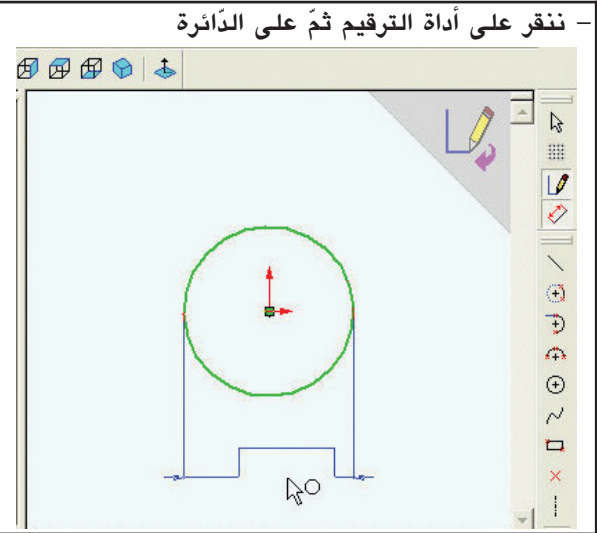 – ننقر على أداة الترقيم ثمّ على الدّائرة